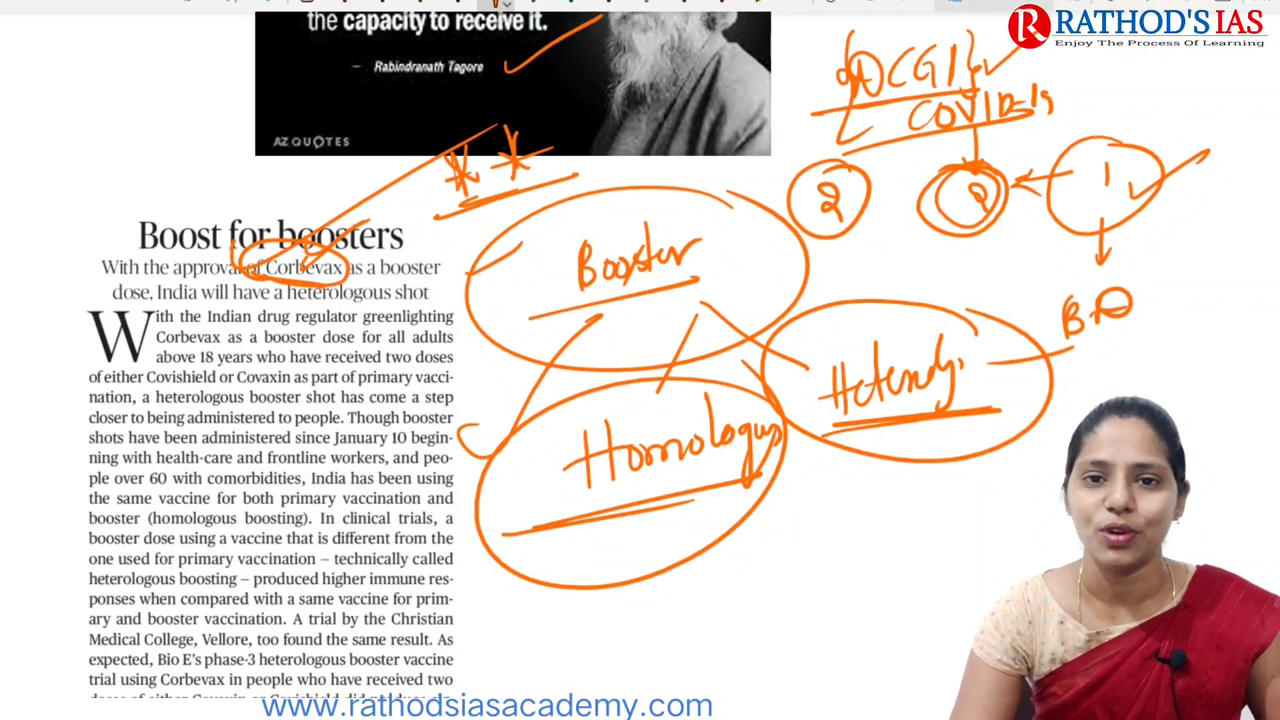 the capacity to receive it.
— Rabindranath Tagore
AZ QUOTES
RATHOD'S IAS
Enjoy The Process Of Learning
DCGI
COVID-19
2
2
1
Booster
Homologus
B.D
Boost for boosters
With the approval of Corbevax as a booster
dose, India will have a heterologous shot
With the Indian drug regulator greenlighting
Corbevax as a booster dose for all adults
above 18 years who have received two doses
of either Covishield or Covaxin as part of primary vacci-
nation, a heterologous booster shot has come a step
closer to being administered to people. Though booster
shots have been administered since January 10 begin-
ning with health-care and frontline workers, and peo-
ple over 60 with comorbidities, India has been using
the same vaccine for both primary vaccination and
booster (homologous boosting). In clinical trials, a
booster dose using a vaccine that is different from the
one used for primary vaccination – technically called
heterologous boosting – produced higher immune res-
ponses when compared with a same vaccine for prim-
ary and booster vaccination. A trial by the Christian
Medical College, Vellore, too found the same result. As
expected, Bio E's phase-3 heterologous booster vaccine
trial using Corbevax in people who have received two
www.rathodsiasacademy.com